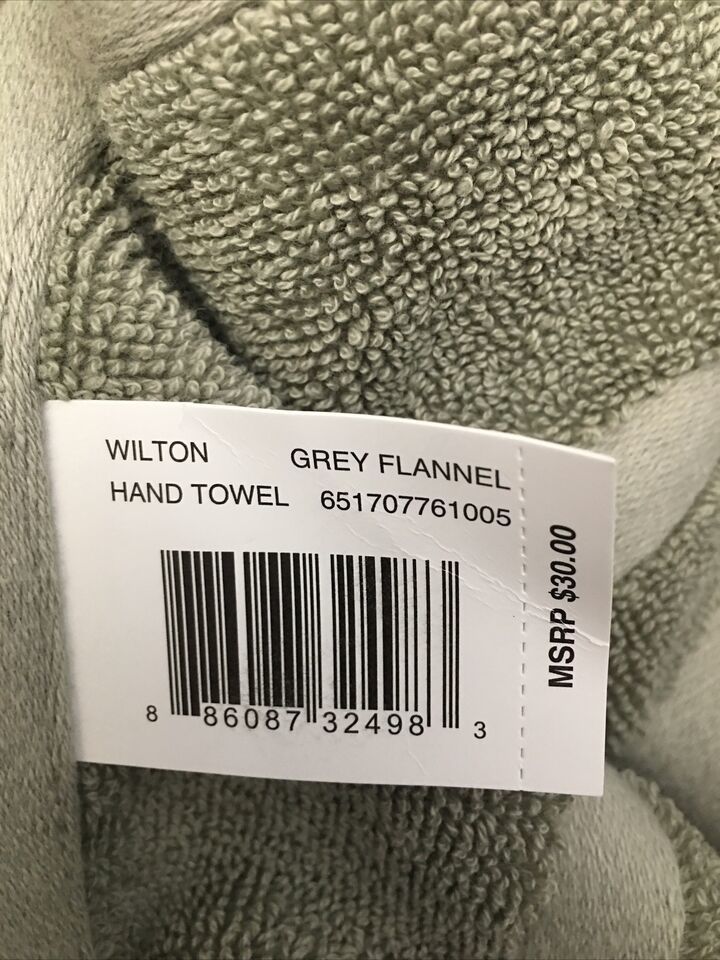 WILTON GREY FLANNEL
HAND TOWEL 651707761005
8 86087 32498 3
MSRP $30.00